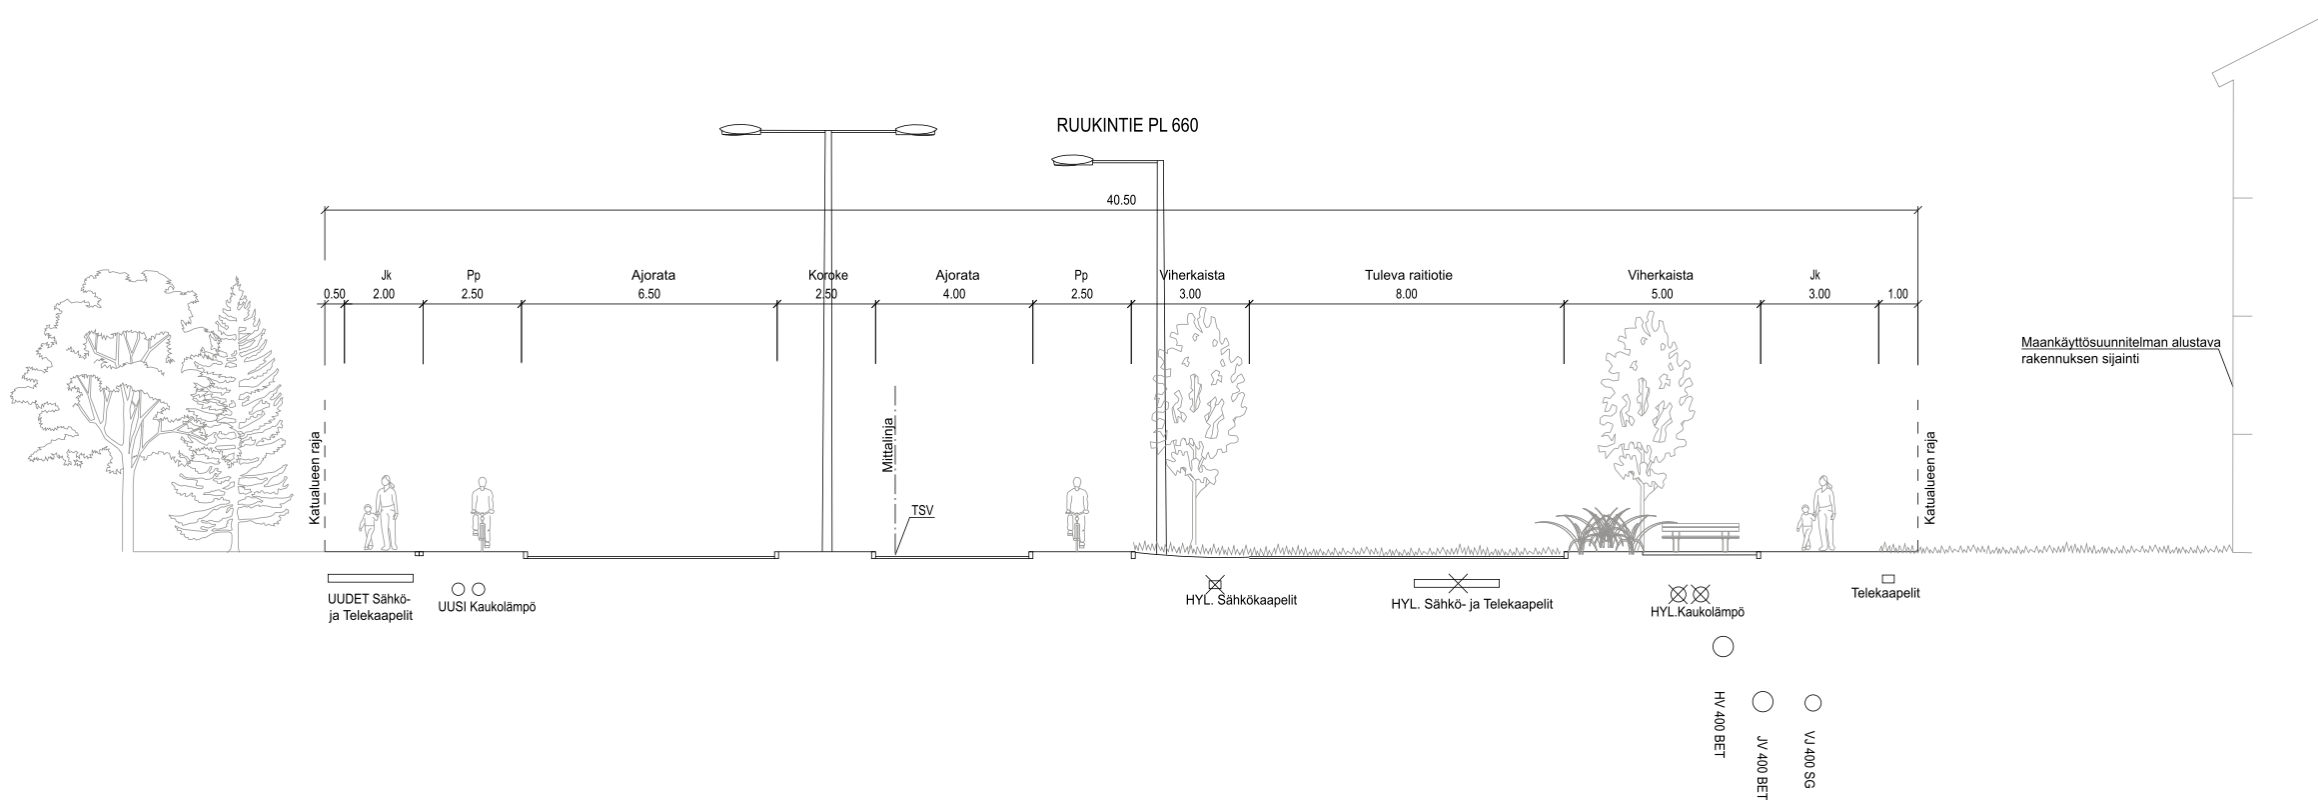 RUUKINTIE PL 660
40.50
Jk
Pp
Ajorata
Koroke
Ajorata
Pp
Viherkaista
Tuleva raitiotie
Viherkaista
Jk
0.50
2.00
2.50
6.50
2.50
4.00
2.50
3.00
8.00
5.00
3.00
1.00
Maankäyttösuunnitelman alustava
rakennuksen sijainti
Katualueen raja
Mittalinja
Katualueen raja
TSV
UUDET Sähkö-
ja Telekaapelit
UUSI Kaukolämpö
HYL. Sähkökaapelit
HYL. Sähkö- ja Telekaapelit
HYL.Kaukolämpö
Telekaapelit
HV 400 BET
JV 400 BET
VJ 400 SG